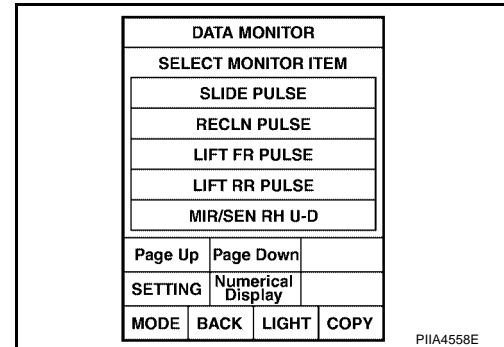 DATA MONITOR
SELECT MONITOR ITEM
SLIDE PULSE
RECLN PULSE
LIFT FR PULSE
LIFT RR PULSE
MIR/SEN RH U-D
Page Up Page Down
SETTING Numerical Display
MODE BACK LIGHT COPY
PIIA4558E